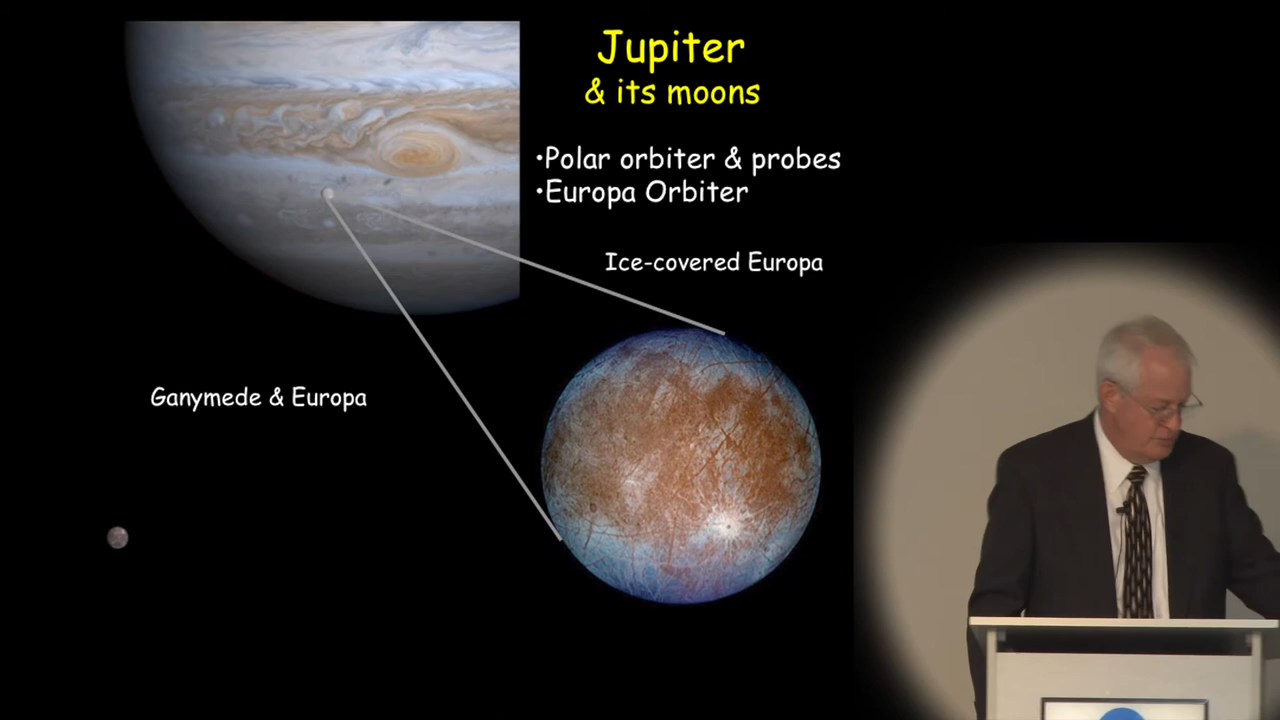 Jupiter
& its moons
•Polar orbiter & probes
•Europa Orbiter
Ice-covered Europa
Ganymede & Europa